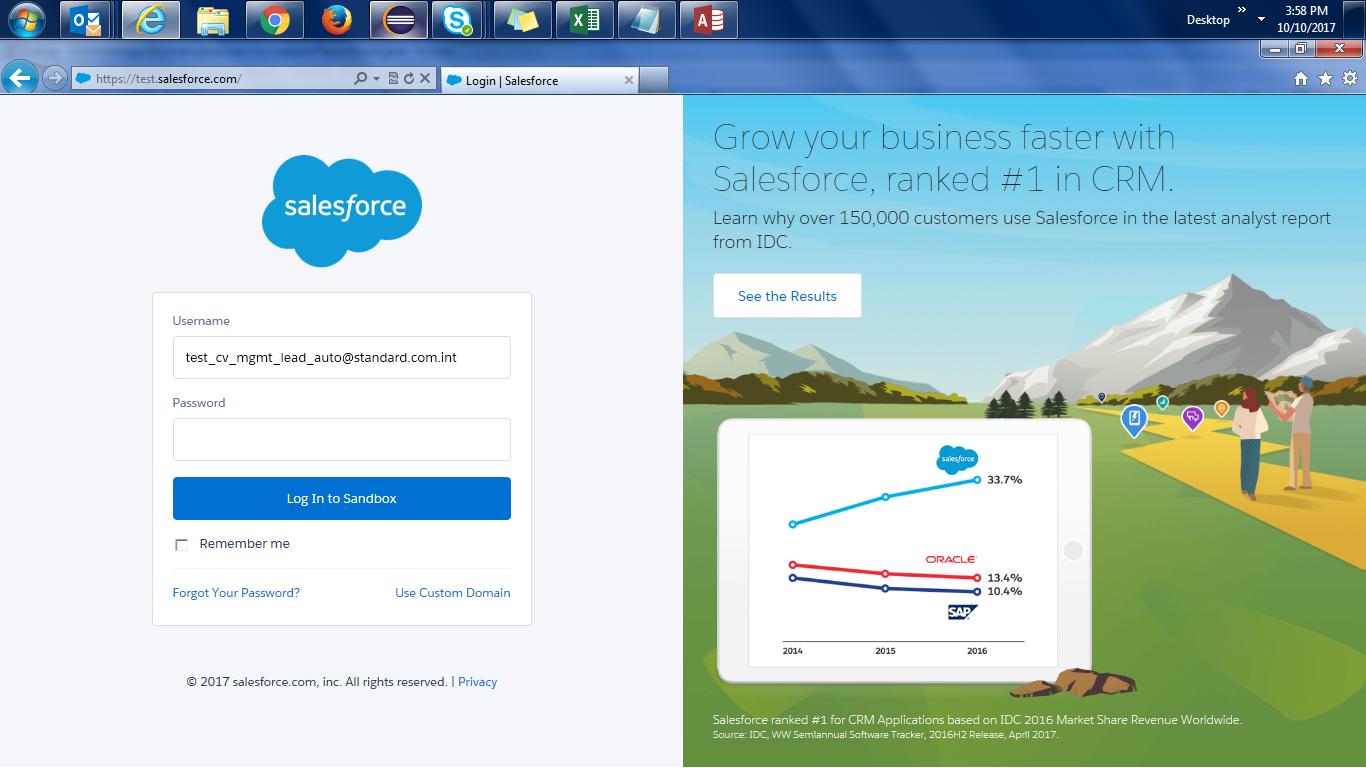 Desktop
3:58 PM
10/10/2017
https://test.salesforce.com/
Login | Salesforce
salesforce
Username
test_cv_mgmt_lead_auto@standard.com.int
Password
Log In to Sandbox
Remember me
Forgot Your Password?
Use Custom Domain
© 2017 salesforce.com, inc. All rights reserved. | Privacy
Grow your business faster with
Salesforce, ranked #1 in CRM.
Learn why over 150,000 customers use Salesforce in the latest analyst report
from IDC.
See the Results
salesforce
33.7%
ORACLE
13.4%
10.4%
SAP
2014
2015
2016
Salesforce ranked #1 for CRM Applications based on IDC 2016 Market Share Revenue Worldwide.
Source: IDC, WW Semiannual Software Tracker, 2016H2 Release, April 2017.